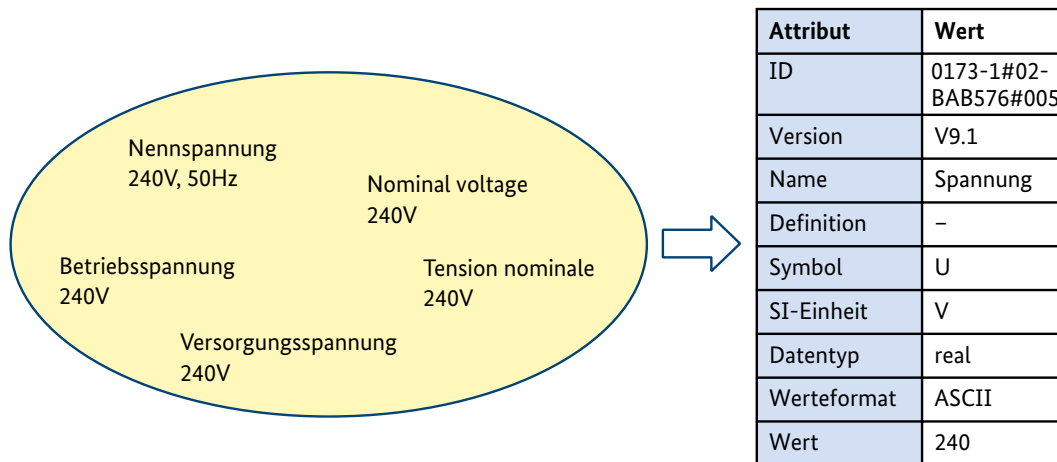 Nennspannung
240V, 50Hz
Nominal voltage
240V
Betriebsspannung
240V
Tension nominale
240V
Versorgungsspannung
240V
Attribut Wert
ID 0173-1#02-
BAB576#005
Version V9.1
Name Spannung
Definition –
Symbol U
SI-Einheit V
Datentyp real
Werteformat ASCII
Wert 240